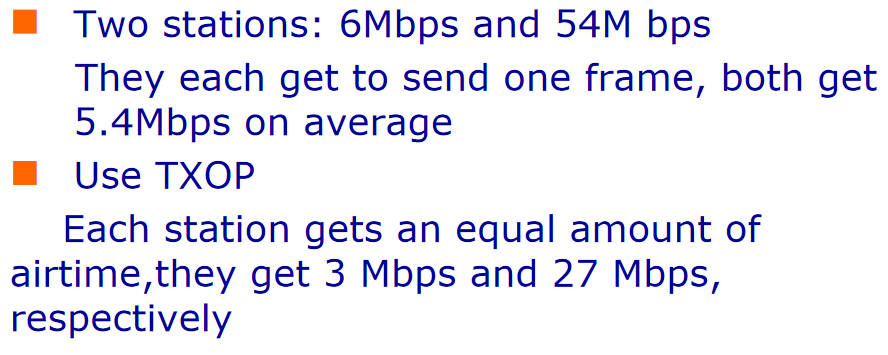 Two stations: 6Mbps and 54M bps
They each get to send one frame, both get
5.4Mbps on average
Use TXOP
Each station gets an equal amount of
airtime,they get 3 Mbps and 27 Mbps,
respectively